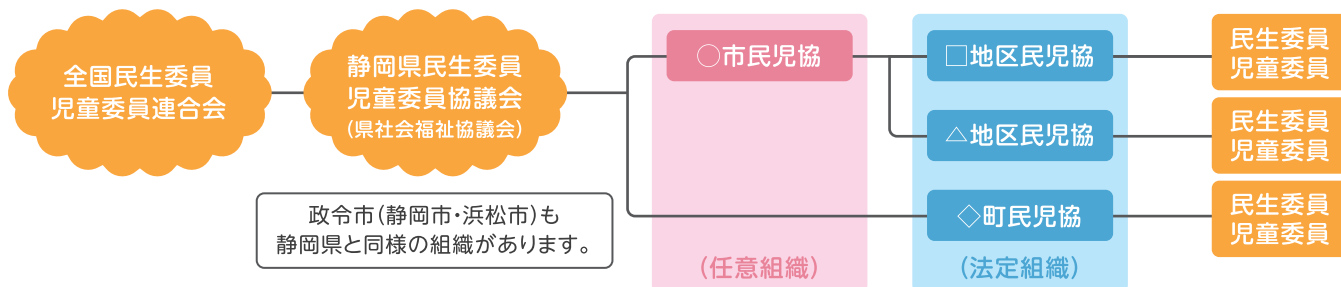 全国民生委員
児童委員連合会
静岡県民生委員
児童委員協議会
(県社会福祉協議会)
政令市(静岡市・浜松市)も
静岡県と同様の組織があります。
○市民児協
(任意組織)
□地区民児協
△地区民児協
◇町民児協
(法定組織)
民生委員
児童委員
民生委員
児童委員
民生委員
児童委員